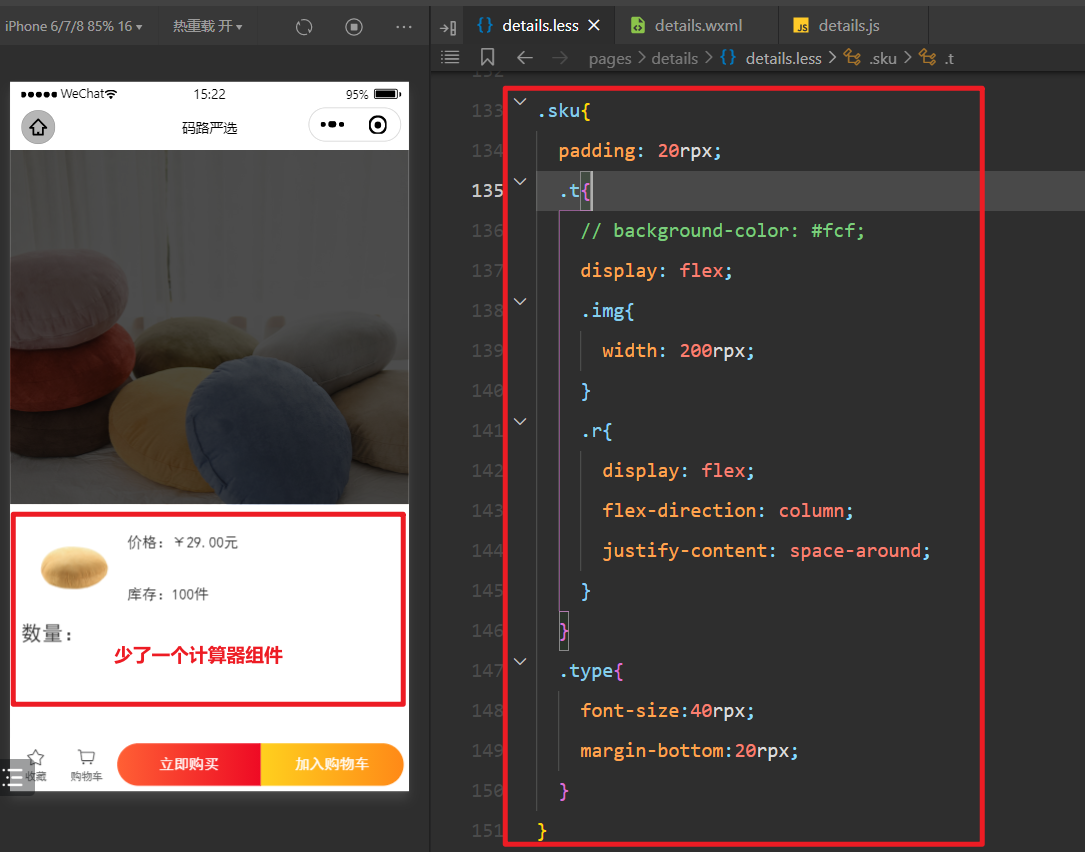 iPhone 6/7/8 85% 16
热重载 开
details.less
details.wxml
JS details.js
pages > details > {} details.less > .sku > .t
WeChat
15:22
95%
码路严选
价格：￥29.00元
库存：100件
数量：
少了一个计算器组件
收藏
购物车
立即购买
加入购物车
132
133 .sku{
134 padding: 20rpx;
135 .t{
136 // background-color: #fcf;
137 display: flex;
138 .img{
139 width: 200rpx;
140 }
141 .r{
142 display: flex;
143 flex-direction: column;
144 justify-content: space-around;
145 }
146 }
147 .type{
148 font-size:40rpx;
149 margin-bottom:20rpx;
150 }
151 }